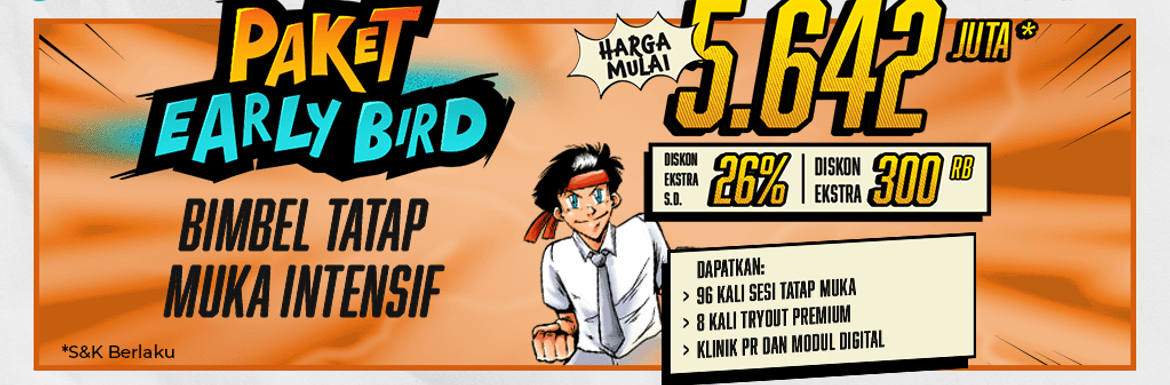 PAKET
EARLY BIRD
BIMBEL TATAP
MUKA INTENSIF
*S&K Berlaku
HARGA
MULAI
5.642 JUTA*
DISKON
EKSTRA
S.D.
26%
DISKON
EKSTRA
300 RB
DAPATKAN:
> 96 KALI SESI TATAP MUKA
> 8 KALI TRYOUT PREMIUM
> KLINIK PR DAN MODUL DIGITAL